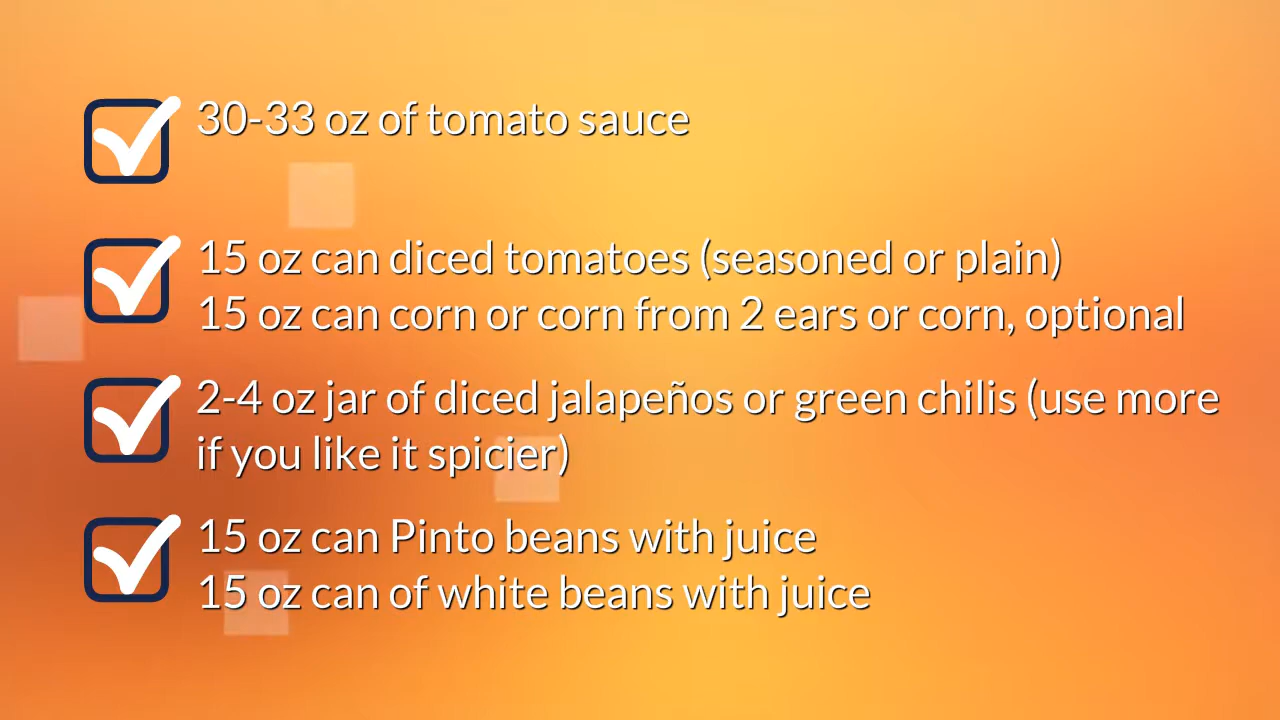 30-33 oz of tomato sauce
15 oz can diced tomatoes (seasoned or plain)
15 oz can corn or corn from 2 ears or corn, optional
2-4 oz jar of diced jalapeños or green chilis (use more
if you like it spicier)
15 oz can Pinto beans with juice
15 oz can of white beans with juice